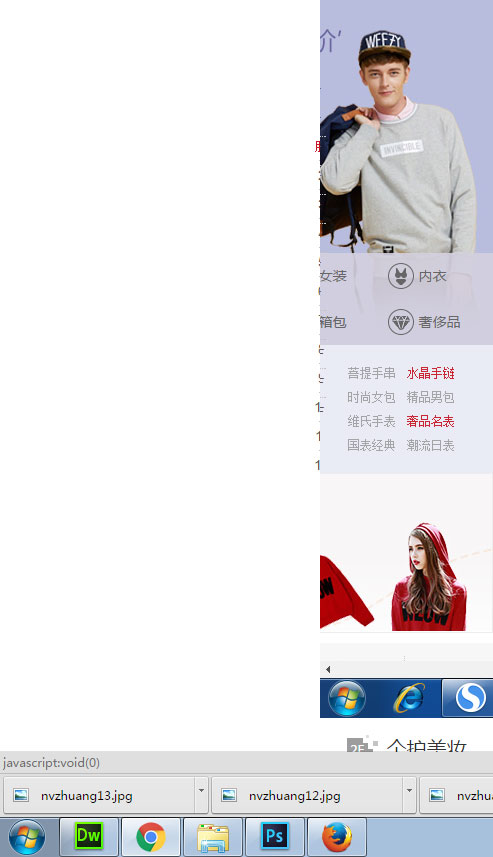 价'
WEEZY
INVINCIBLE
女装 内衣
箱包 奢侈品
菩提手串 水晶手链
时尚女包 精品男包
维氏手表 奢品名表
国表经典 潮流日表
MEOW
2F 个护美妆
javascript:void(0)
nvzhuang13.jpg nvzhuang12.jpg nvzhua
Dw Ps